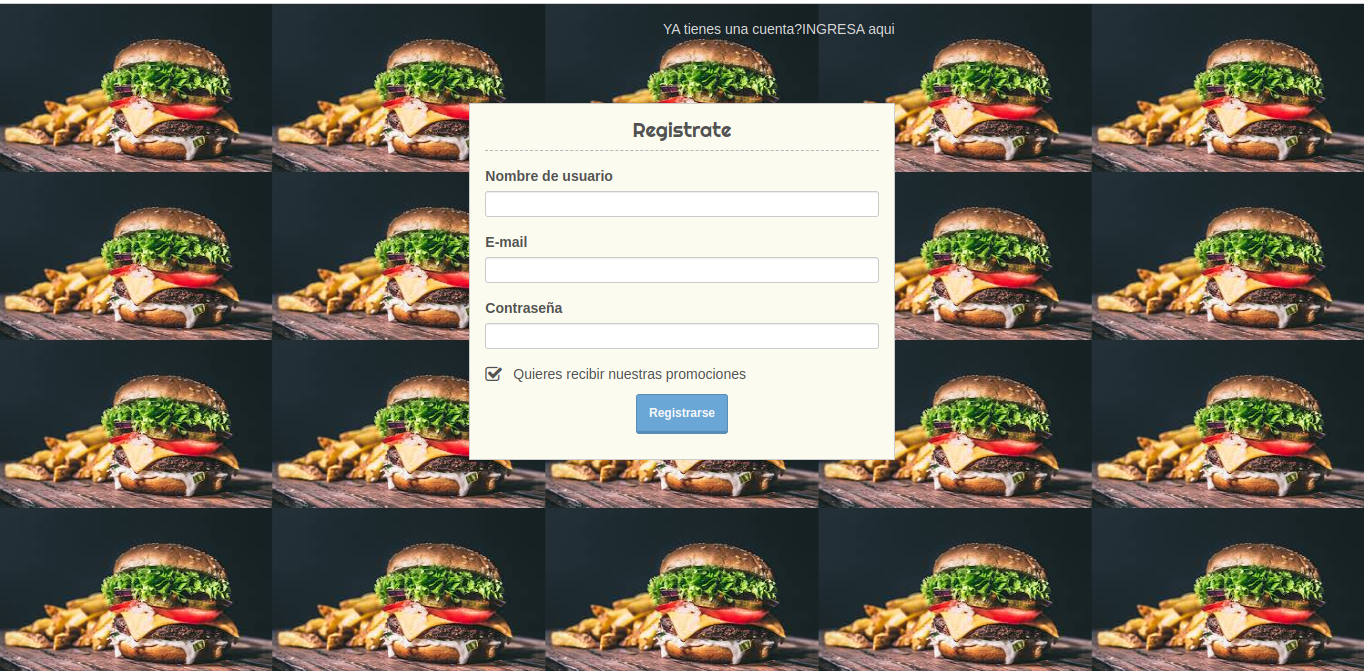 YA tienes una cuenta?INGRESA aqui
Registrate
Nombre de usuario
E-mail
Contraseña
Quieres recibir nuestras promociones
Registrarse